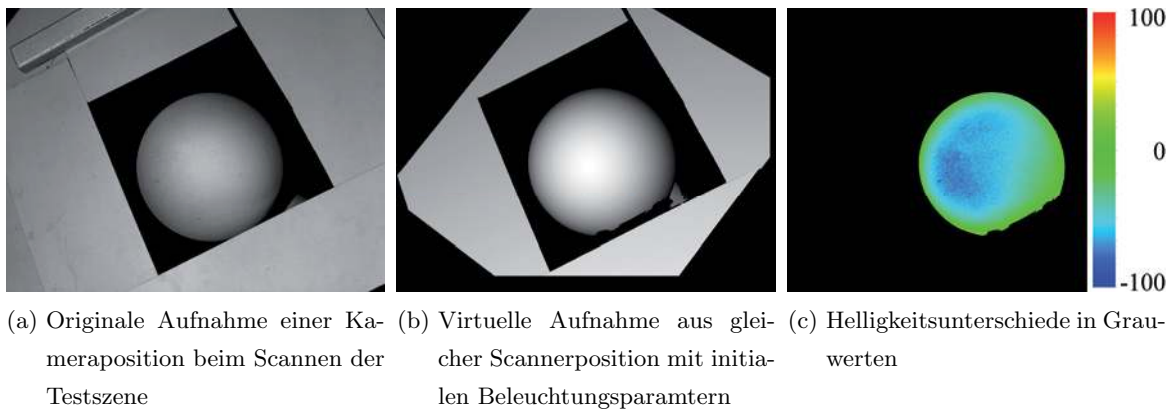 100
0
-100
(a) Originale Aufnahme einer Ka-
meraposition beim Scannen der
Testszene
(b) Virtuelle Aufnahme aus glei-
cher Scannerposition mit initia-
len Beleuchtungsparamtern
(c) Helligkeitsunterschiede in Grau-
werten